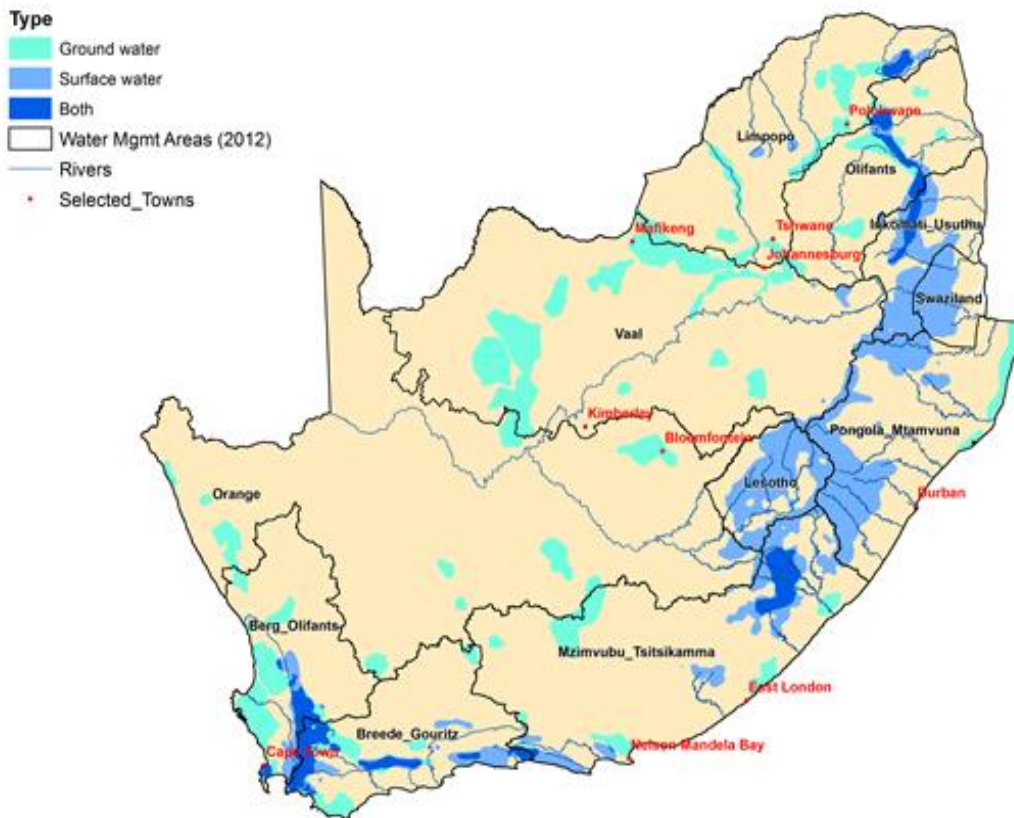 Type
Ground water
Surface water
Both
Water Mgmt Areas (2012)
Rivers
Selected_Towns
Polokwane
Limpopo
Olifants
Inkomati_Usuthu
Tshwane
Mafikeng
Johannesburg
Swaziland
Vaal
Kimberley
Pongola_Mtamvuna
Bloomfontein
Lesotho
Orange
Durban
Berg_Olifants
Mzimvubu_Tsitsikamma
East London
Breede_Gouritz
Nelson Mandela Bay
Cape Town